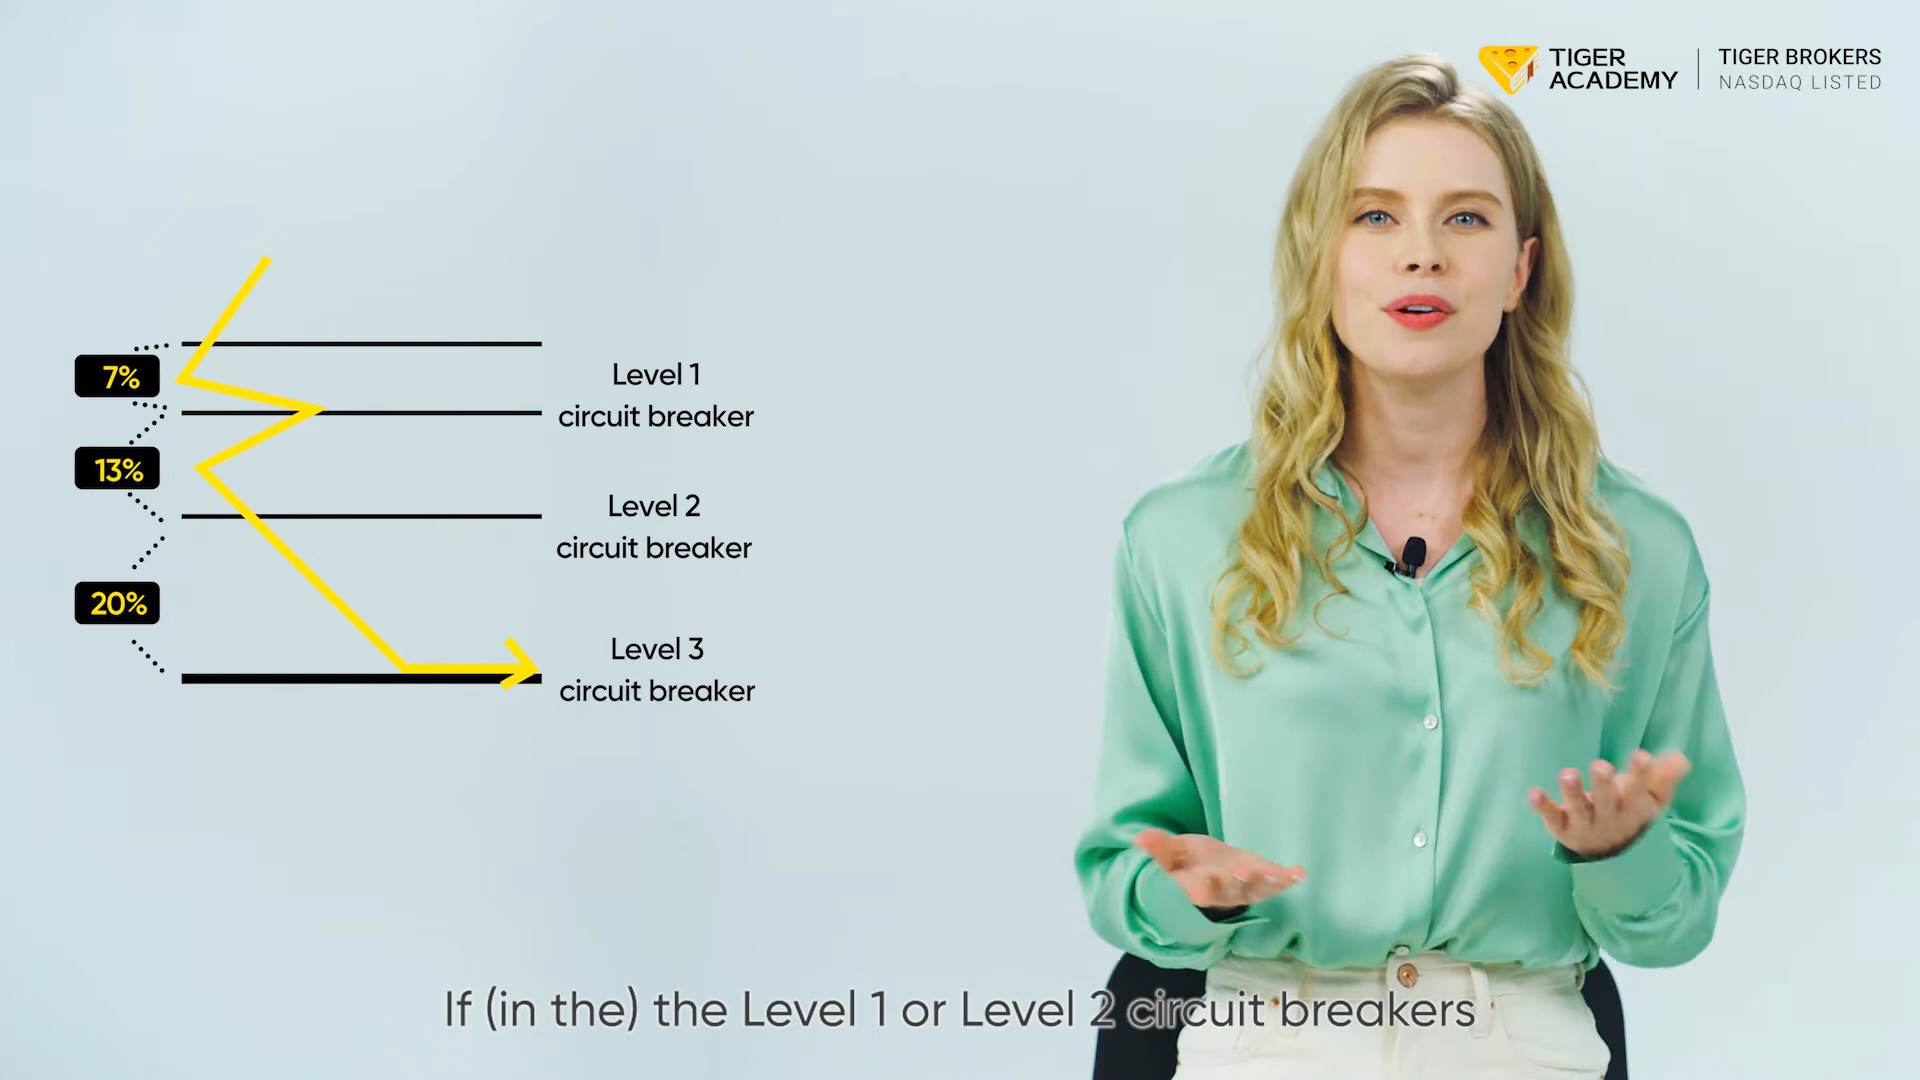 TIGER
ACADEMY
TIGER BROKERS
NASDAQ LISTED
7%
Level 1
circuit breaker
13%
Level 2
circuit breaker
20%
Level 3
circuit breaker
If (in the) the Level 1 or Level 2 circuit breakers